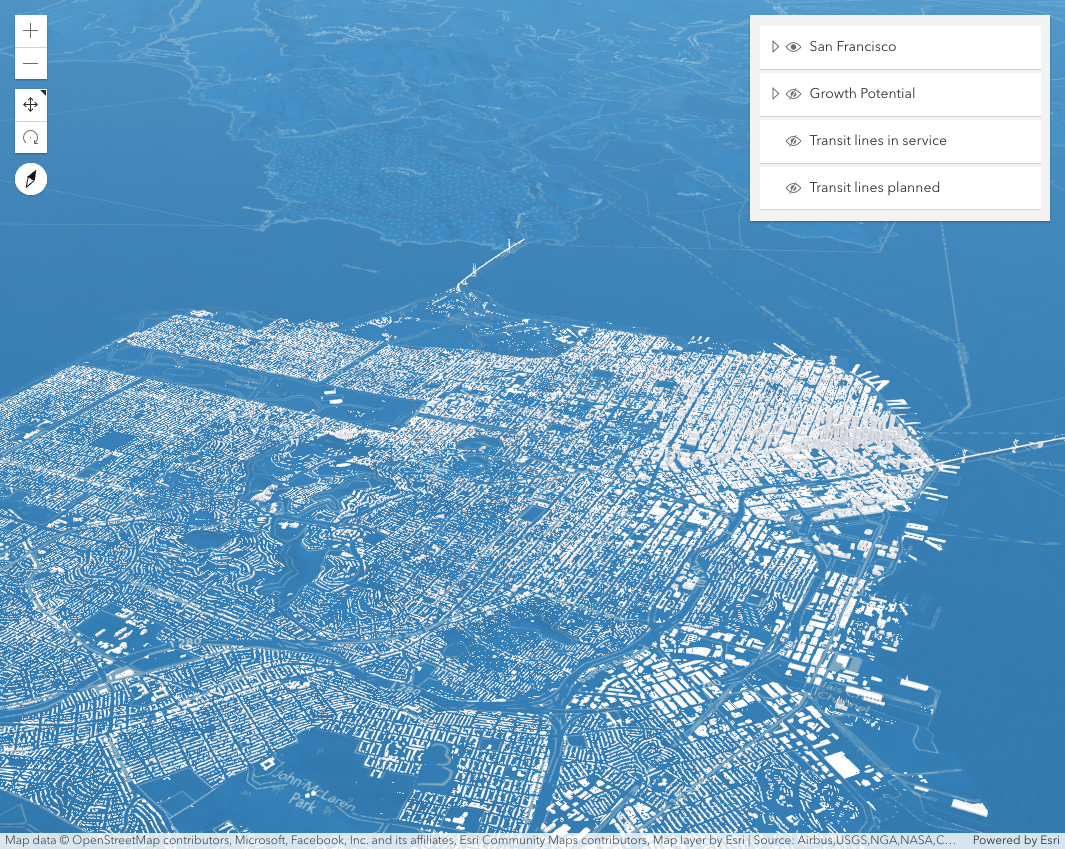 San Francisco
Growth Potential
Transit lines in service
Transit lines planned
John McLaren
Park
Map data © OpenStreetMap contributors, Microsoft, Facebook, Inc. and its affiliates, Esri Community Maps contributors, Map layer by Esri | Source: Airbus,USGS,NGA,NASA,C…
Powered by Esri